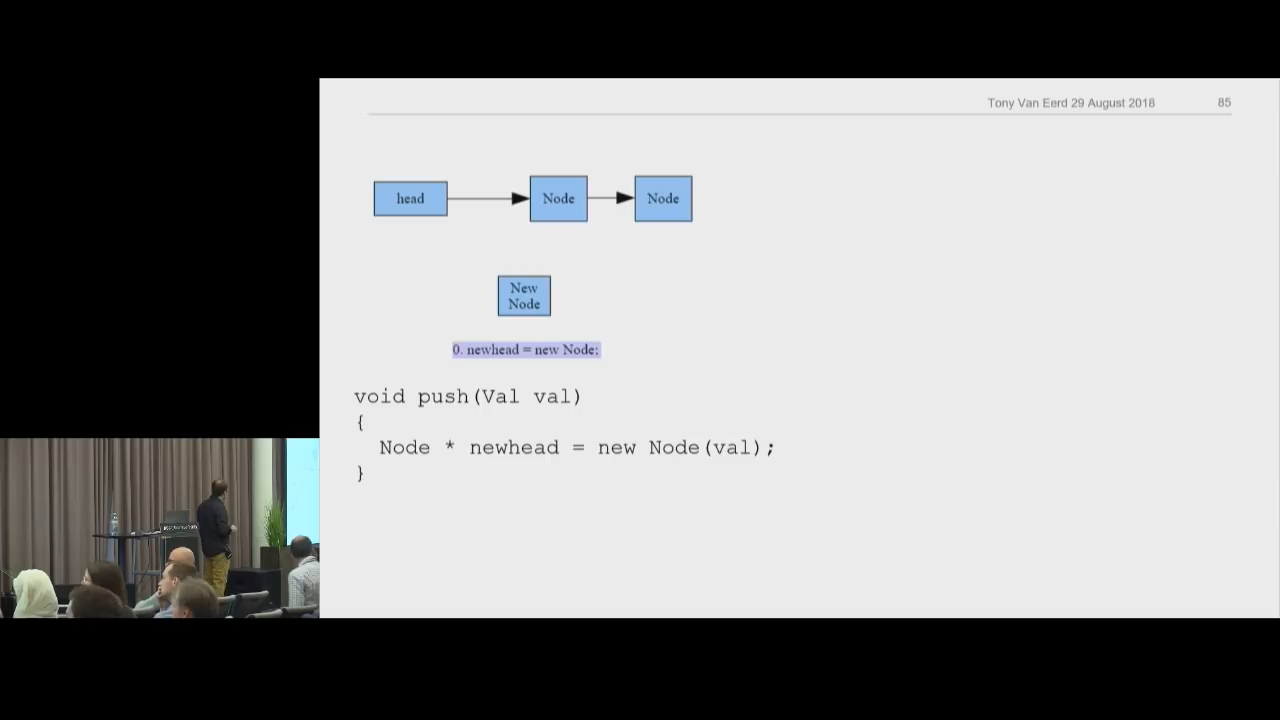 Tony Van Eerd 29 August 2018 85
head Node Node
New
Node
0. newhead = new Node;
void push(Val val)
{
Node * newhead = new Node(val);
}